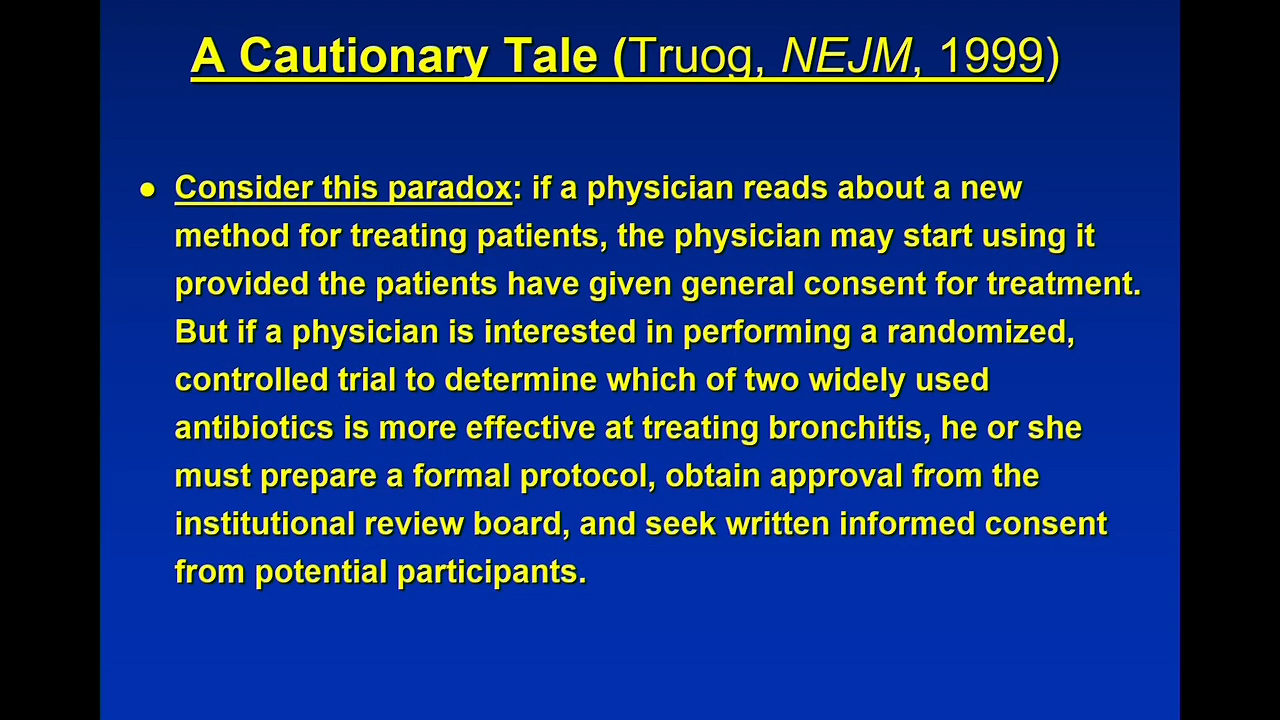 A Cautionary Tale (Truog, NEJM, 1999)
● Consider this paradox: if a physician reads about a new
method for treating patients, the physician may start using it
provided the patients have given general consent for treatment.
But if a physician is interested in performing a randomized,
controlled trial to determine which of two widely used
antibiotics is more effective at treating bronchitis, he or she
must prepare a formal protocol, obtain approval from the
institutional review board, and seek written informed consent
from potential participants.